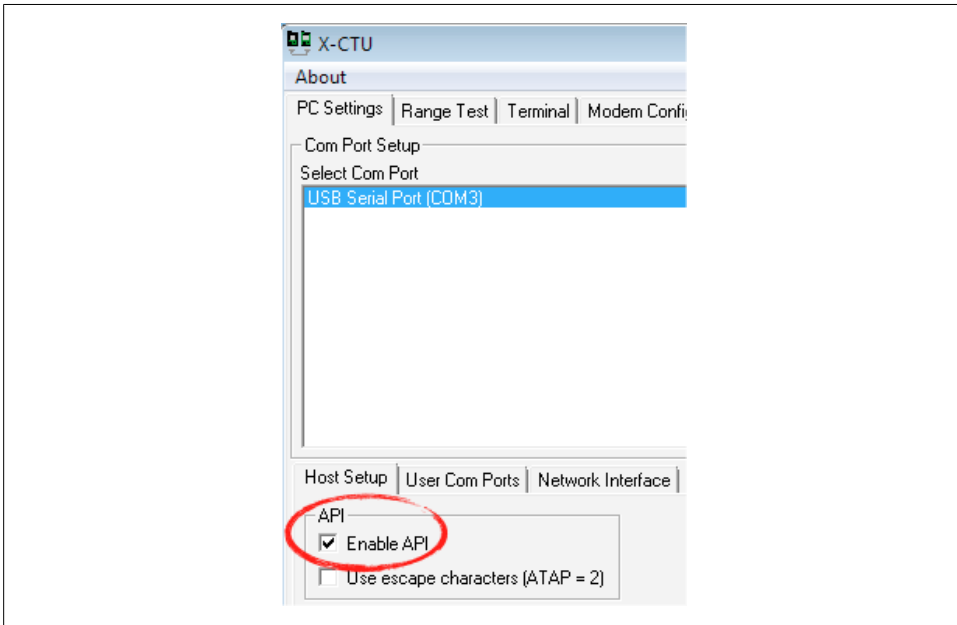 X-CTU
About
PC Settings Range Test Terminal Modem
Com Port Setup
Select Com Port
USB Serial Port (COM3)
Host Setup User Com Ports Network Interface
API
Enable API
Use escape characters (ATAP = 2)